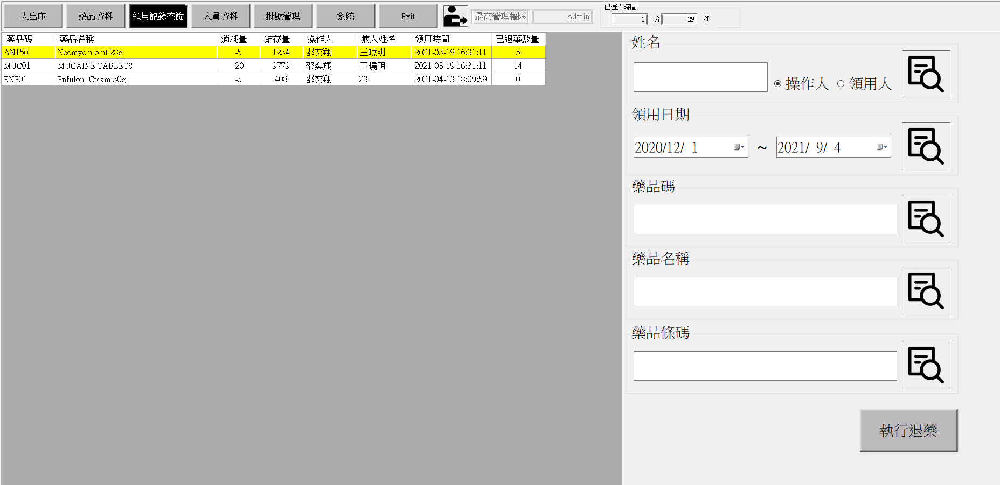 入出庫 藥品資料 領用記錄查詢 人員資料 批號管理 系統 Exit 最高管理權限 Admin 已登入時間 1 分 29 秒
藥品碼 藥品名稱 消耗量 結存量 操作人 病人姓名 領用時間 已退藥數量
AN150 Neomycin oint 28g -5 1234 邵奕翔 王曉明 2021-03-19 16:31:11 5
MUC01 MUCAINE TABLETS -20 9779 邵奕翔 王曉明 2021-03-19 16:31:11 14
ENF01 Enfulon Cream 30g -6 408 邵奕翔 23 2021-04-13 18:09:59 0
姓名
操作人 領用人
領用日期
2020/12/ 1 ~ 2021/ 9/ 4
藥品碼
藥品名稱
藥品條碼
執行退藥